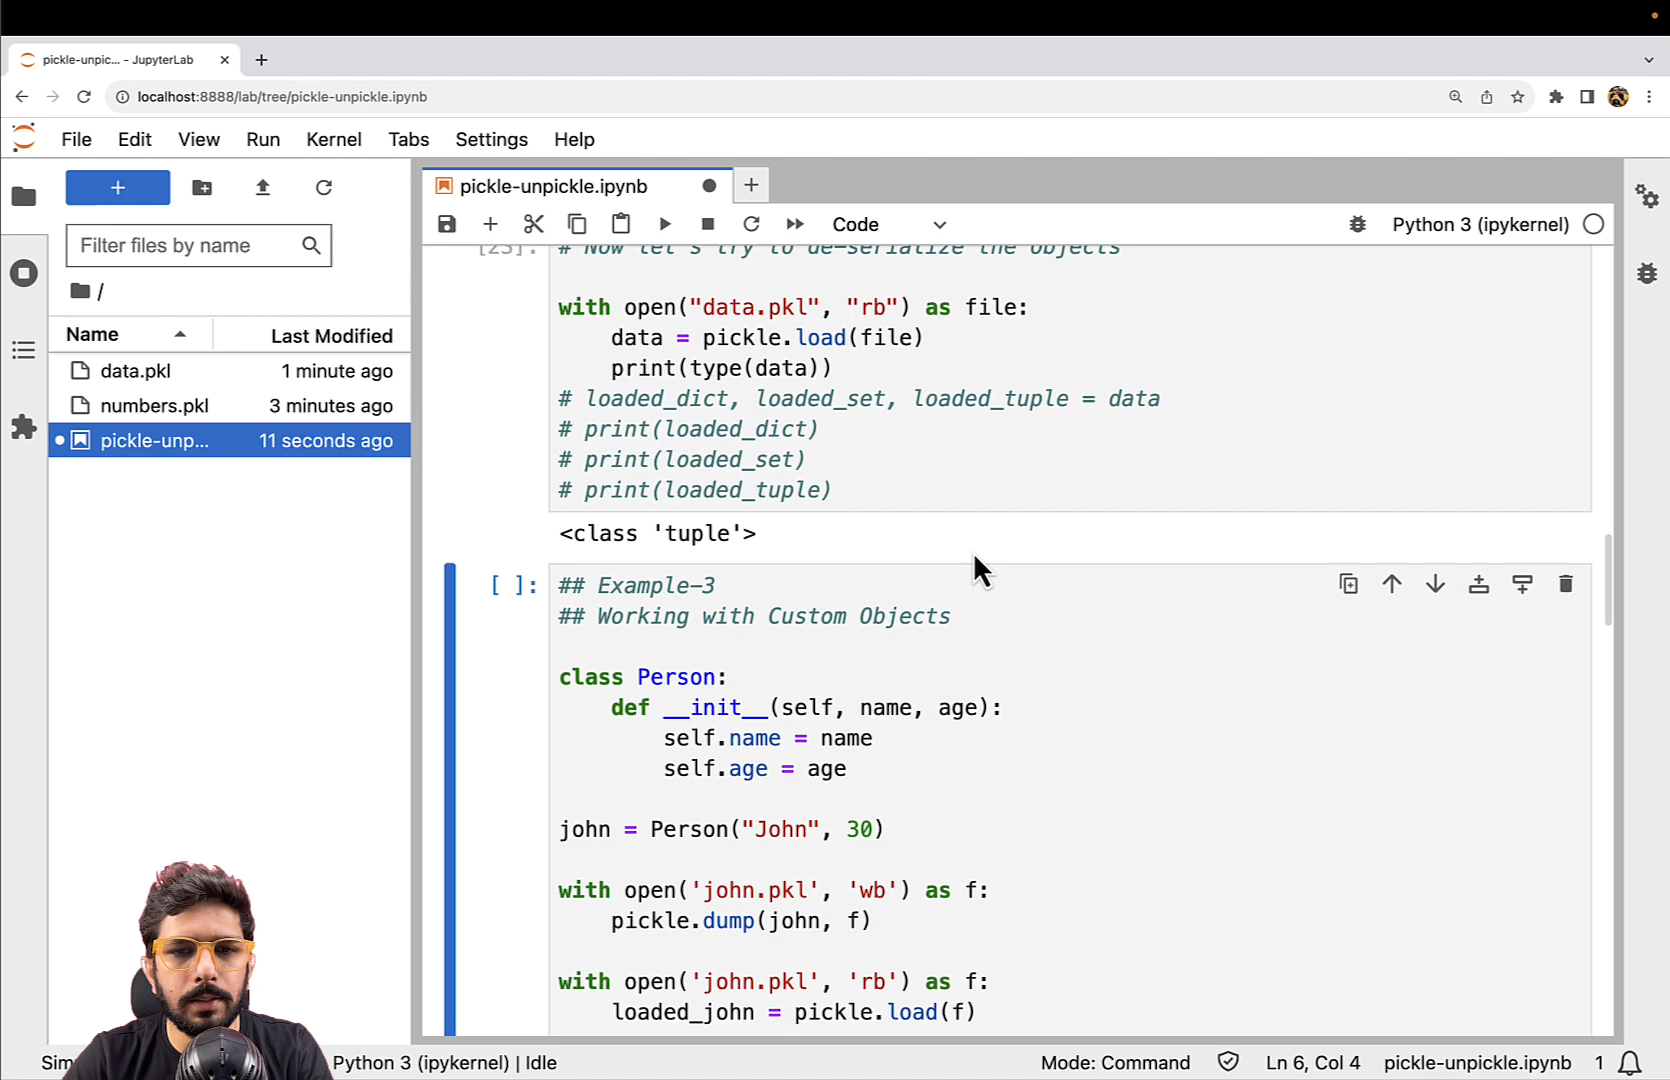 pickle-unpic... - JupyterLab
localhost:8888/lab/tree/pickle-unpickle.ipynb
File Edit View Run Kernel Tabs Settings Help
pickle-unpickle.ipynb
Code
Python 3 (ipykernel)
Filter files by name
/
Name Last Modified
data.pkl 1 minute ago
numbers.pkl 3 minutes ago
pickle-unp... 11 seconds ago
# Now let's try to de-serialize the objects
with open("data.pkl", "rb") as file:
data = pickle.load(file)
print(type(data))
# loaded_dict, loaded_set, loaded_tuple = data
# print(loaded_dict)
# print(loaded_set)
# print(loaded_tuple)
<class 'tuple'>
[ ]: ## Example-3
## Working with Custom Objects
class Person:
def __init__(self, name, age):
self.name = name
self.age = age
john = Person("John", 30)
with open('john.pkl', 'wb') as f:
pickle.dump(john, f)
with open('john.pkl', 'rb') as f:
loaded_john = pickle.load(f)
Sim
Python 3 (ipykernel) | Idle
Mode: Command
Ln 6, Col 4
pickle-unpickle.ipynb
1